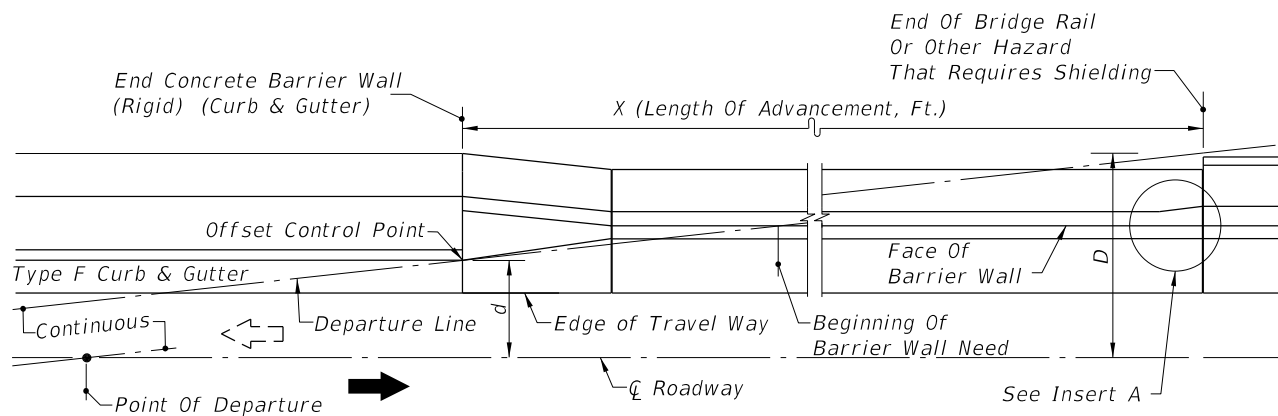 End Of Bridge Rail
Or Other Hazard
That Requires Shielding
End Concrete Barrier Wall
(Rigid) (Curb & Gutter)
X (Length Of Advancement, Ft.)
Offset Control Point
Type F Curb & Gutter
Face Of
Barrier Wall
D
d
Continuous
Departure Line
Edge of Travel Way
Beginning Of
Barrier Wall Need
℄ Roadway
See Insert A
Point Of Departure